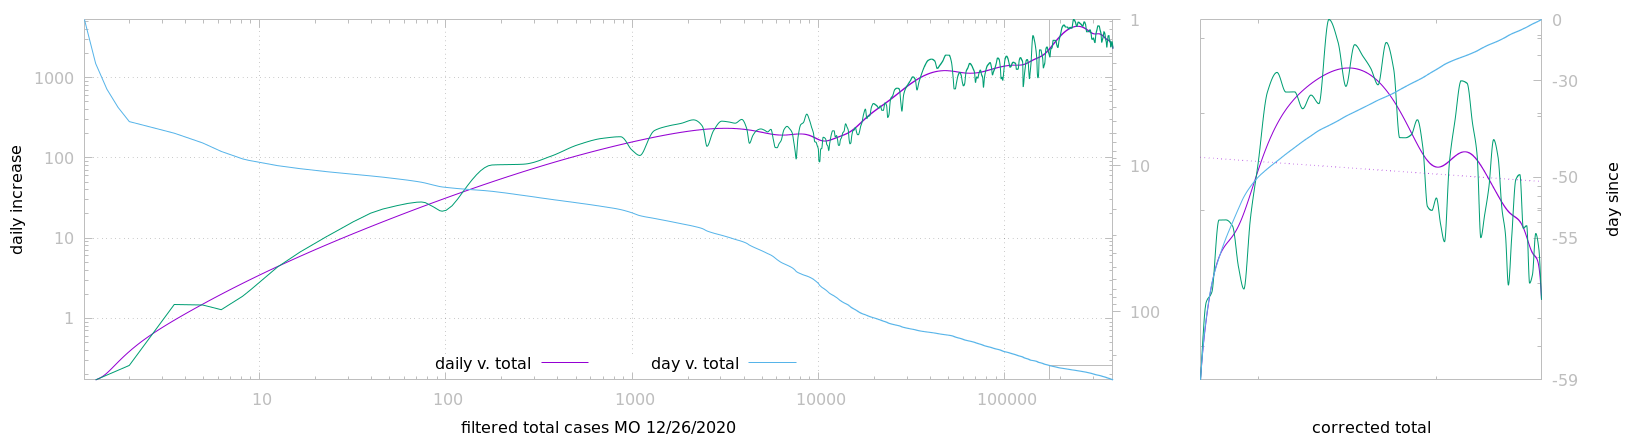 daily increase
1000
100
10
1
daily v. total
day v. total
10
100
1000
10000
100000
filtered total cases MO 12/26/2020
1
10
100
0
-30
-50
-55
-59
day since
corrected total